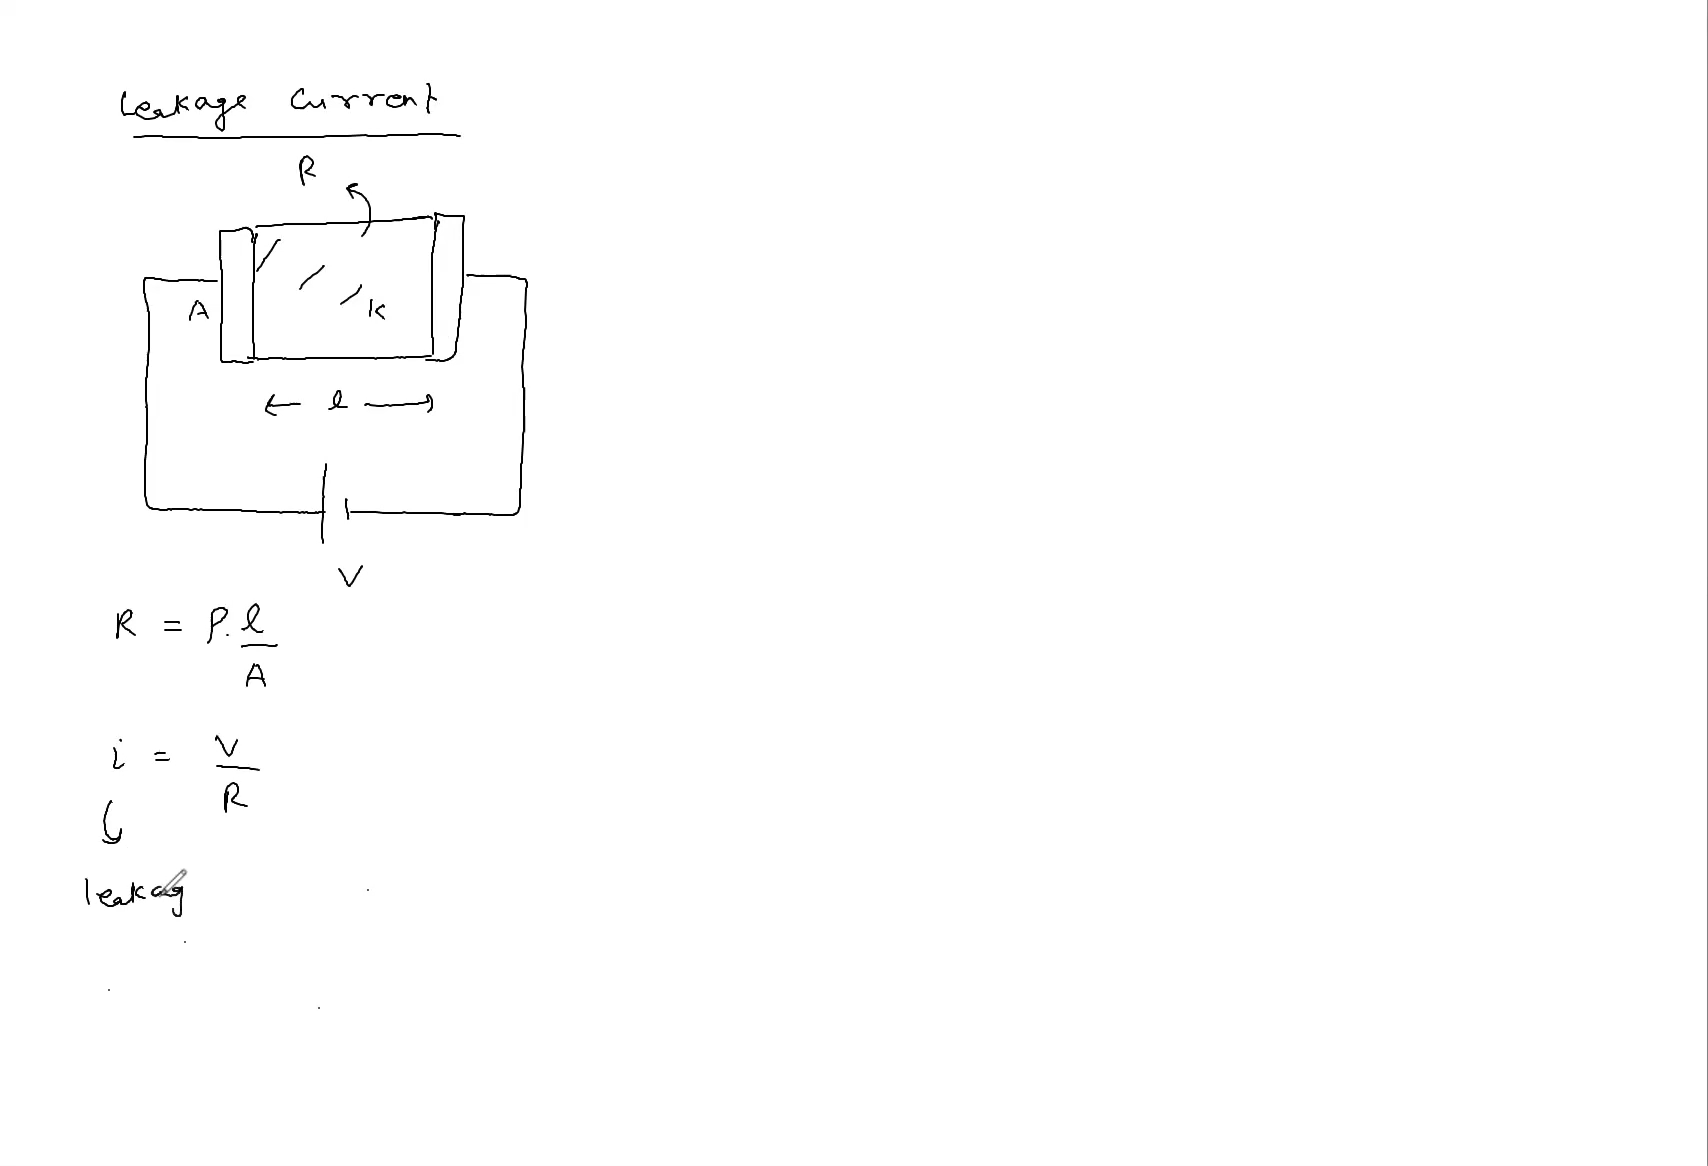 Leakage Current
R
A
K
l
V
R = ρ. l
A
i = V
R
leakag